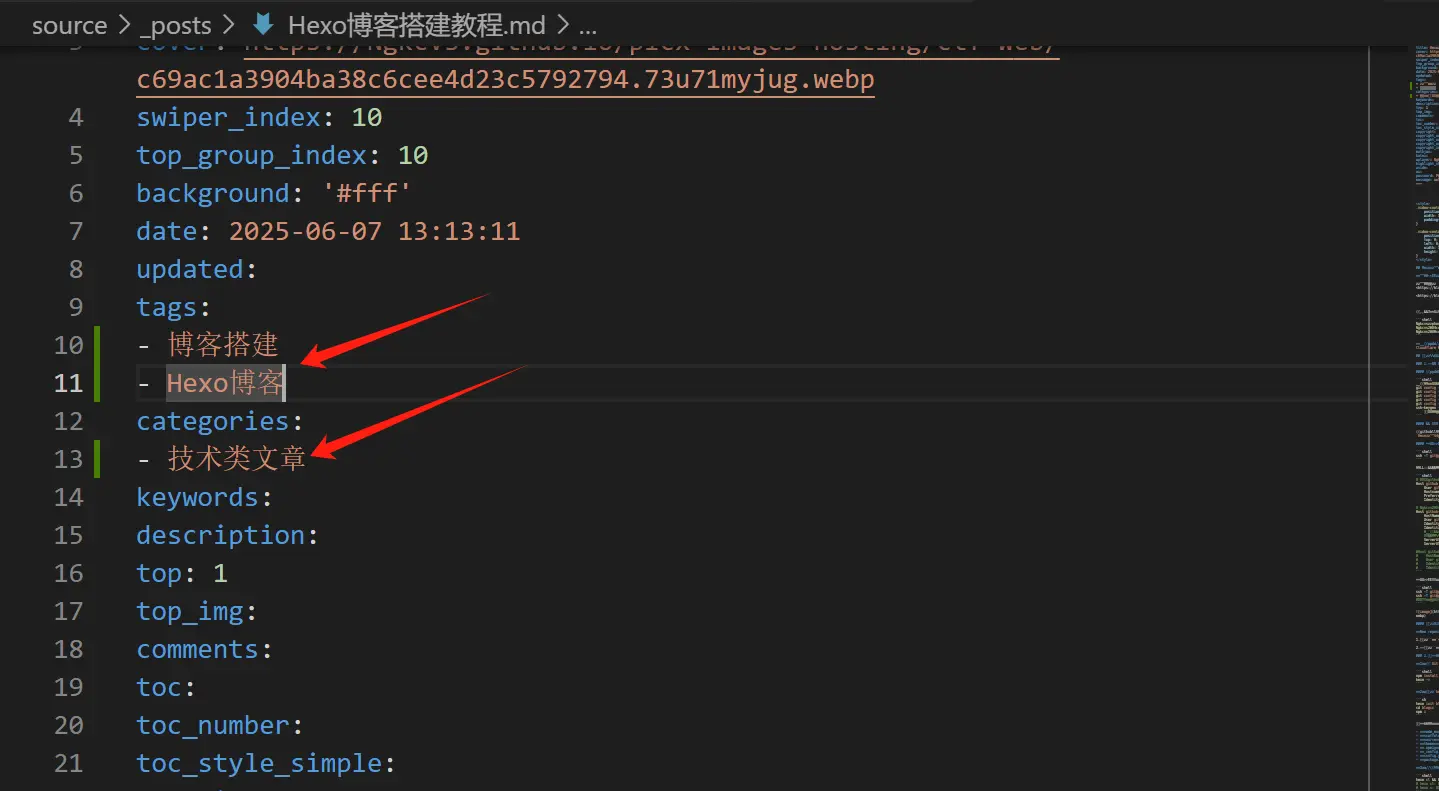 source > _posts > Hexo博客搭建教程.md > ...
c69ac1a3904ba38c6cee4d23c5792794.73u71myjug.webp
4 swiper_index: 10
5 top_group_index: 10
6 background: '#fff'
7 date: 2025-06-07 13:13:11
8 updated:
9 tags:
10 - 博客搭建
11 - Hexo博客
12 categories:
13 - 技术类文章
14 keywords:
15 description:
16 top: 1
17 top_img:
18 comments:
19 toc:
20 toc_number:
21 toc_style_simple: